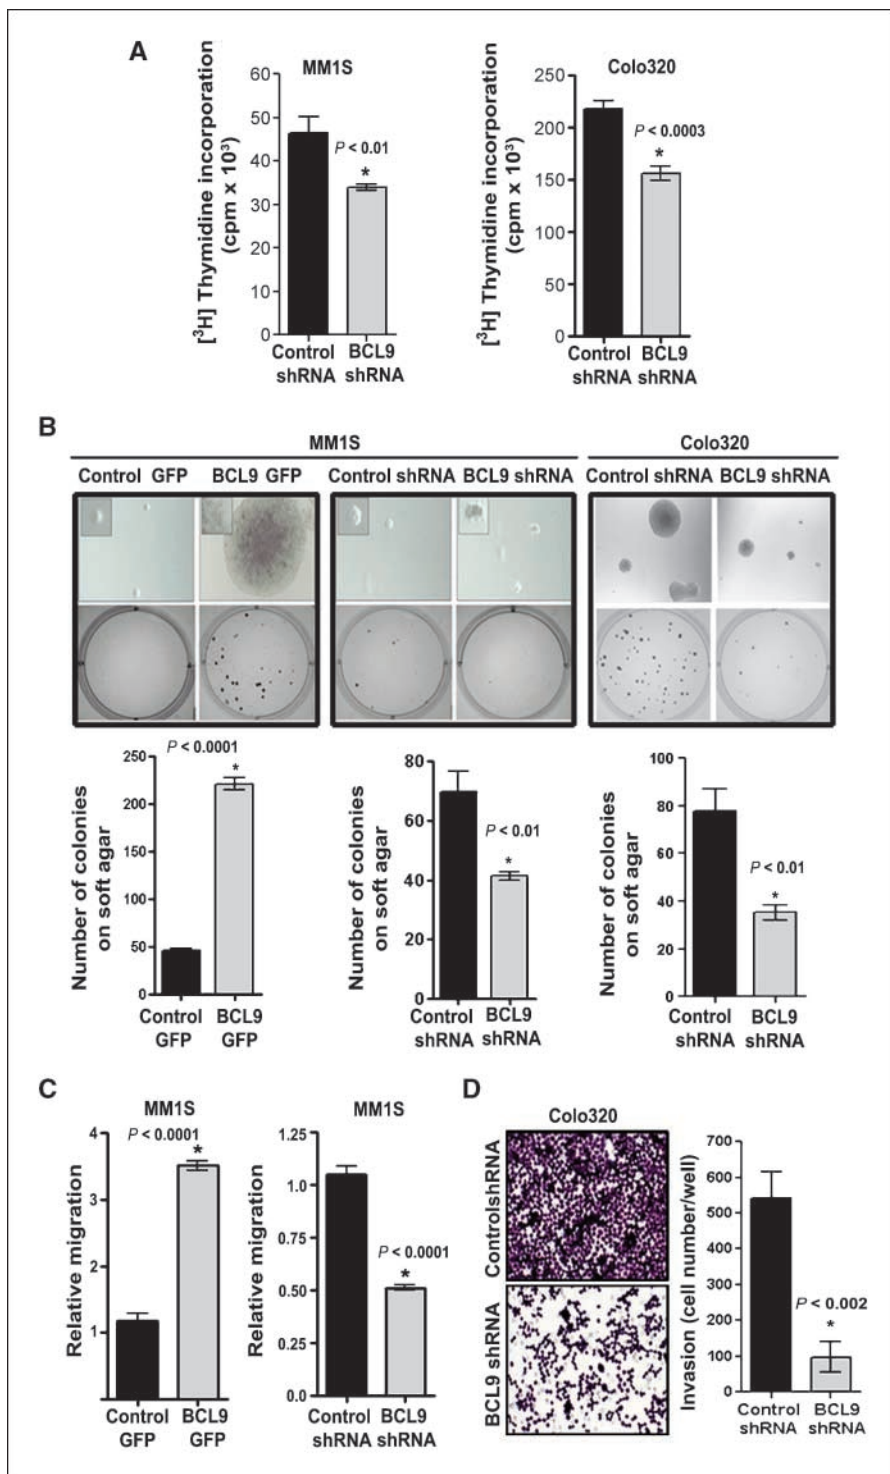 A
MM1S
[³H] Thymidine incorporation
(cpm x 10³)
60
50
40
30
20
10
0
P < 0.01
*
Control
shRNA
BCL9
shRNA
Colo320
[³H] Thymidine incorporation
(cpm x 10³)
250
200
150
100
50
0
P < 0.0003
*
Control
shRNA
BCL9
shRNA
B
MM1S
Colo320
Control GFP
BCL9 GFP
Control shRNA
BCL9 shRNA
Control shRNA
BCL9 shRNA
Number of colonies
on soft agar
250
200
150
100
50
0
P < 0.0001
*
Control
GFP
BCL9
GFP
Number of colonies
on soft agar
80
60
40
20
0
P < 0.01
*
Control
shRNA
BCL9
shRNA
Number of colonies
on soft agar
100
80
60
40
20
0
P < 0.01
*
Control
shRNA
BCL9
shRNA
C
MM1S
Relative migration
4
3
2
1
P < 0.0001
*
Control
GFP
BCL9
GFP
MM1S
Relative migration
1.25
1.0
0.75
0.50
0.25
0.0
P < 0.0001
*
Control
shRNA
BCL9
shRNA
D
Colo320
ControlshRNA
BCL9 shRNA
Invasion (cell number/well)
700
600
500
400
300
200
100
0
P < 0.002
*
Control
shRNA
BCL9
shRNA